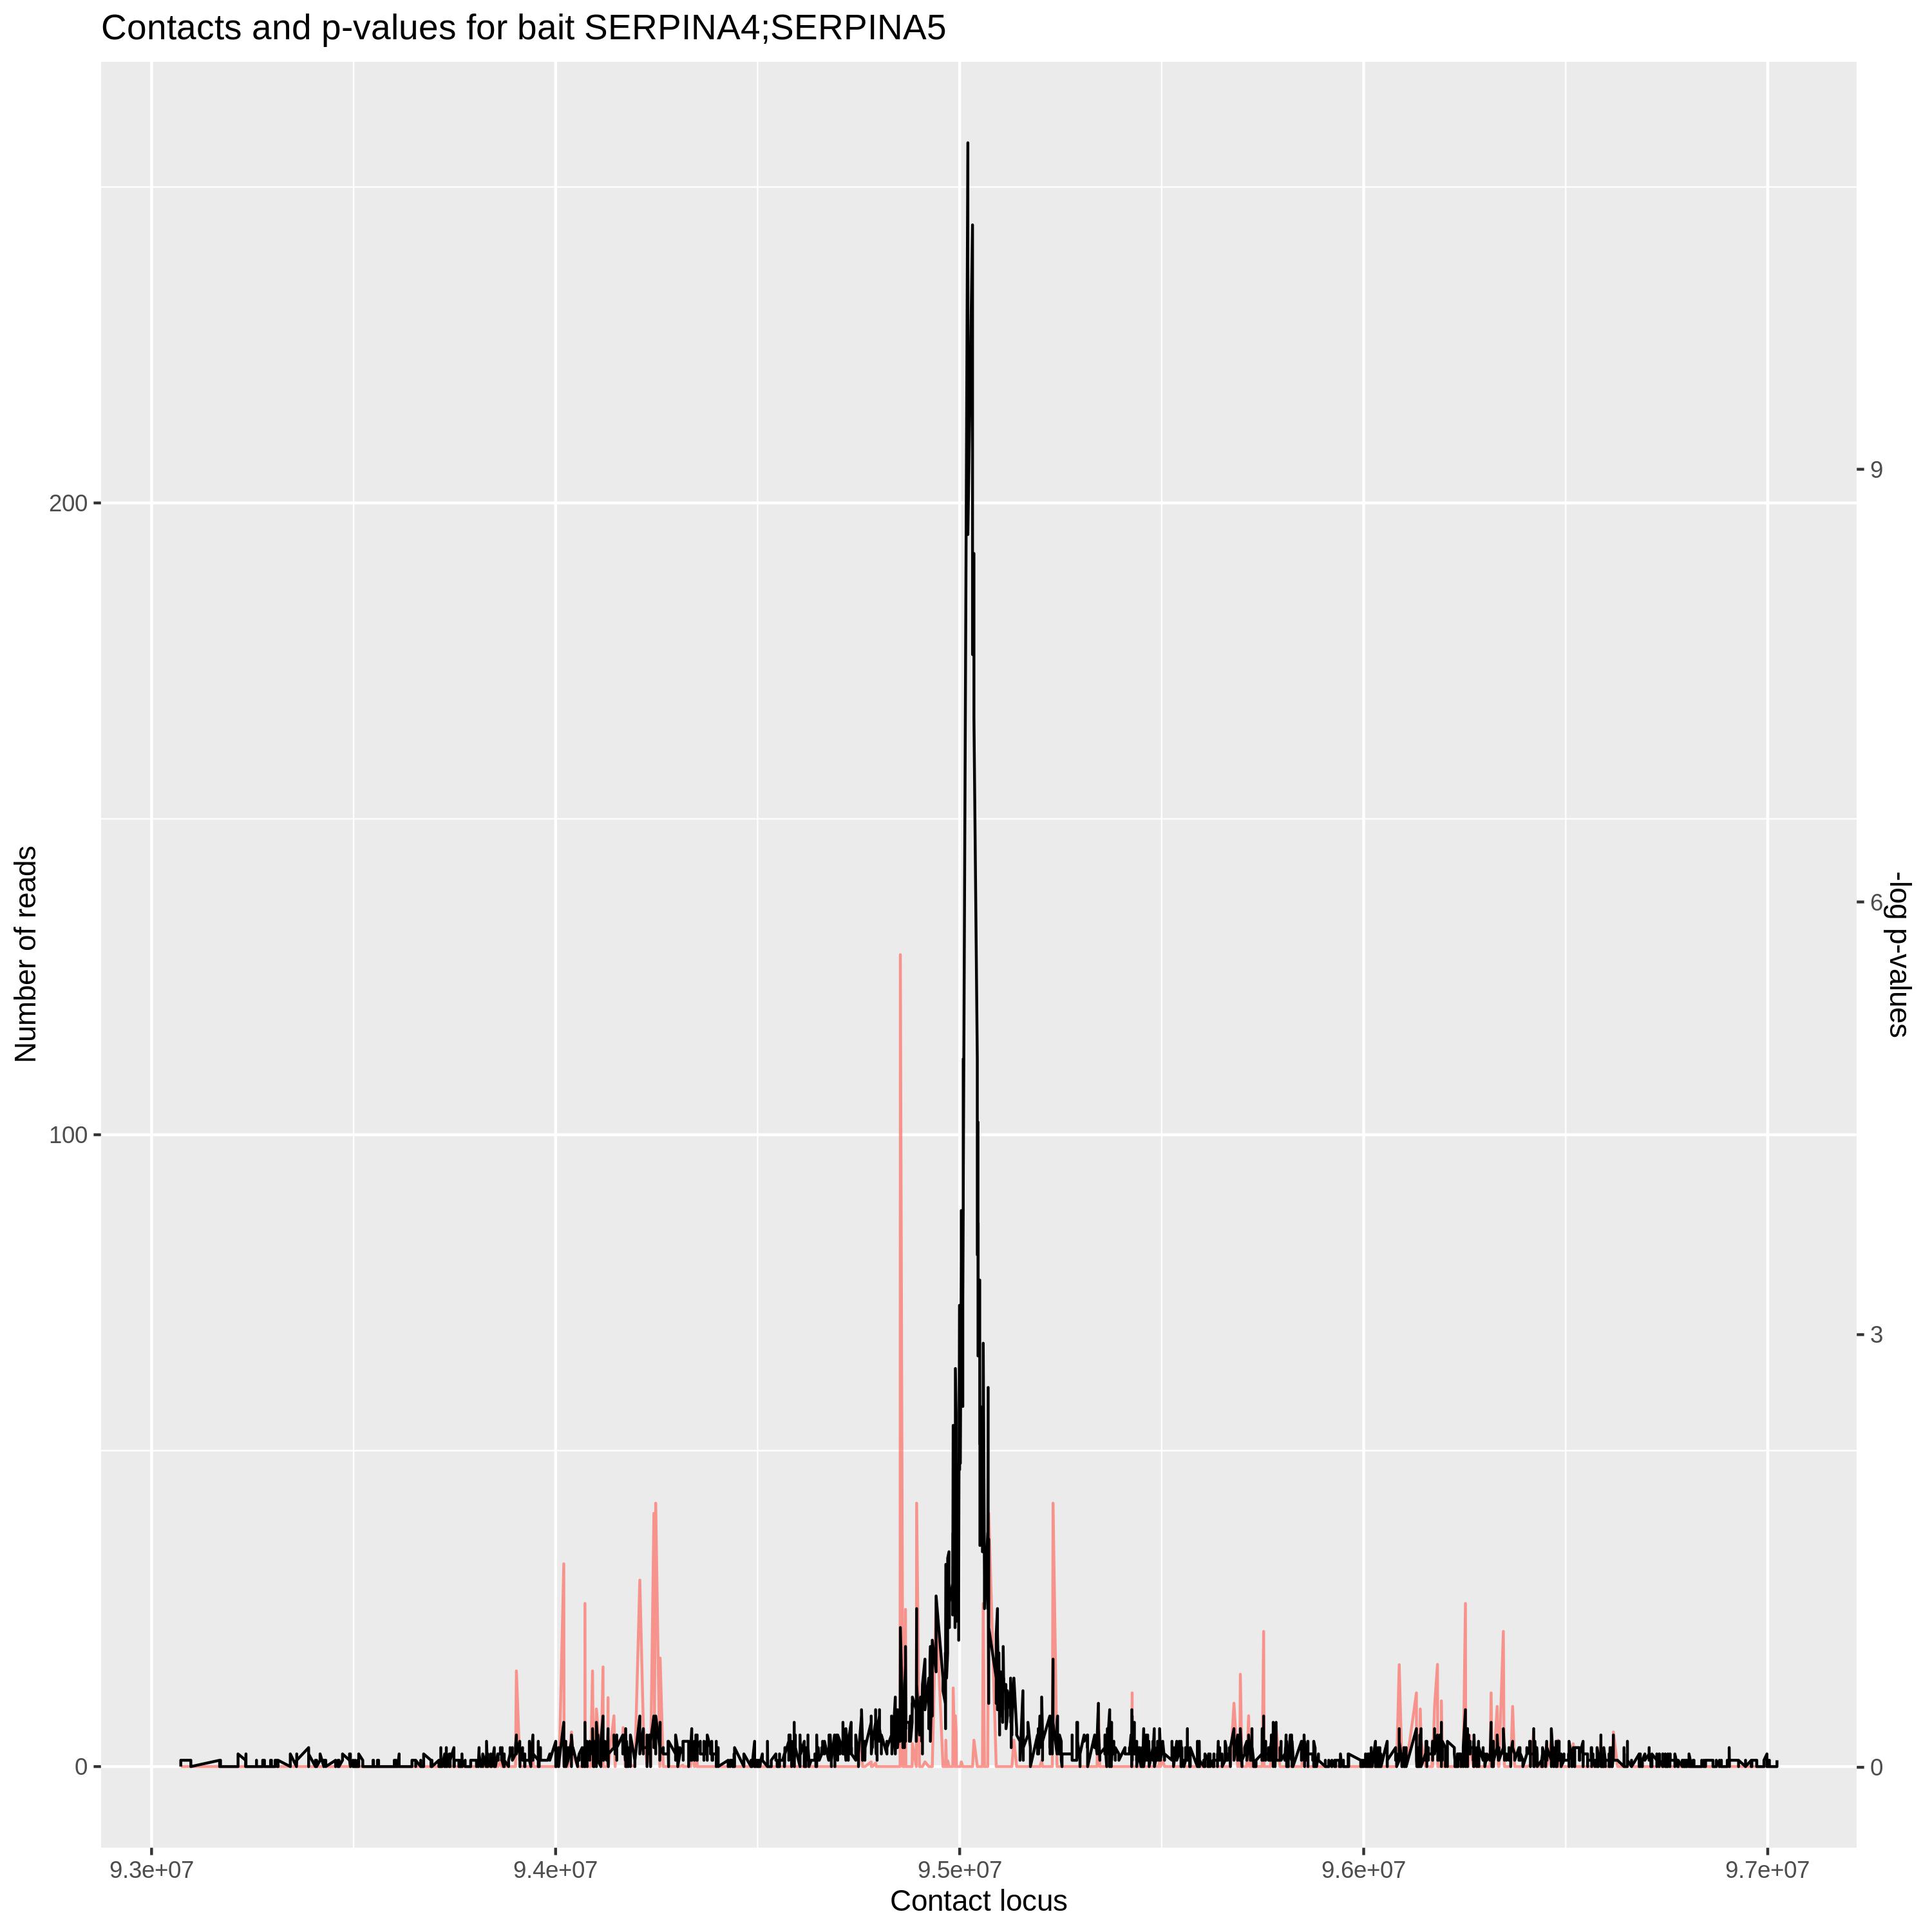 Contacts and p-values for bait SERPINA4;SERPINA5
Number of reads
200
100
0
9
6
3
0
-log p-values
9.3e+07
9.4e+07
9.5e+07
9.6e+07
9.7e+07
Contact locus